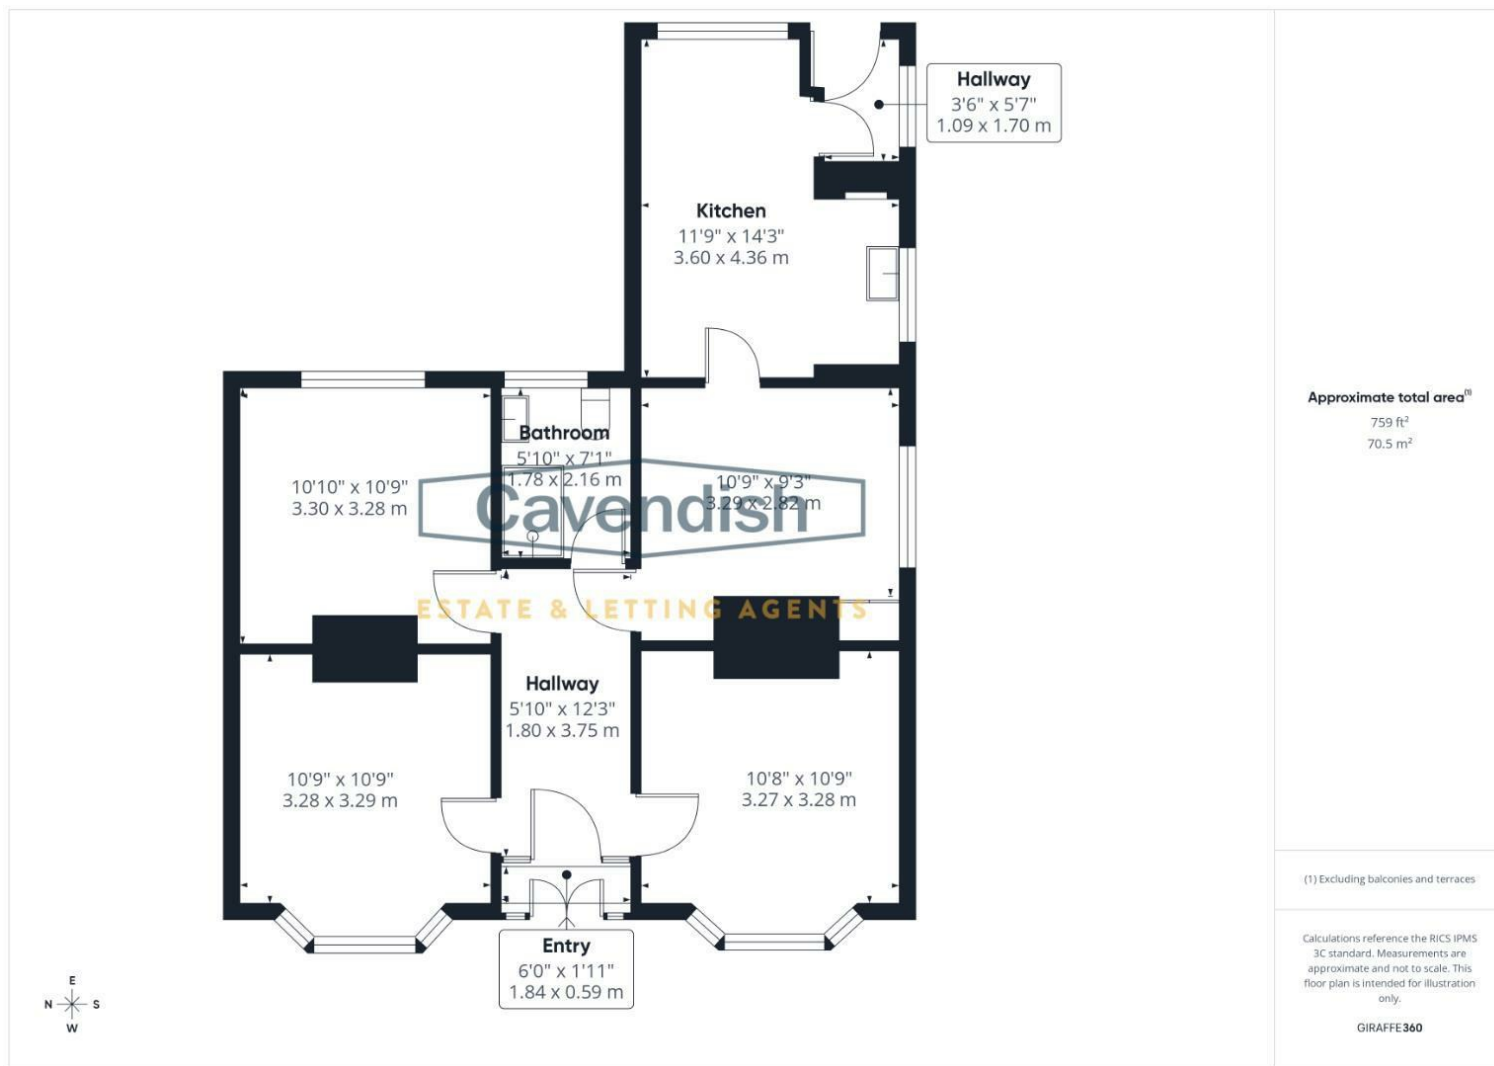 Hallway
3'6" x 5'7"
1.09 x 1.70 m
Kitchen
11'9" x 14'3"
3.60 x 4.36 m
Bathroom
5'10" x 7'1"
1.78 x 2.16 m
10'10" x 10'9"
3.30 x 3.28 m
10'9" x 9'3"
3.29 x 2.82 m
Cavendish
ESTATE & LETTING AGENTS
Hallway
5'10" x 12'3"
1.80 x 3.75 m
10'9" x 10'9"
3.28 x 3.29 m
10'8" x 10'9"
3.27 x 3.28 m
Entry
6'0" x 1'11"
1.84 x 0.59 m
E
N S
W
Approximate total area(1)
759 ft²
70.5 m²
(1) Excluding balconies and terraces
Calculations reference the RICS IPMS
3C standard. Measurements are
approximate and not to scale. This
floor plan is intended for illustration
only.
GIRAFFE360